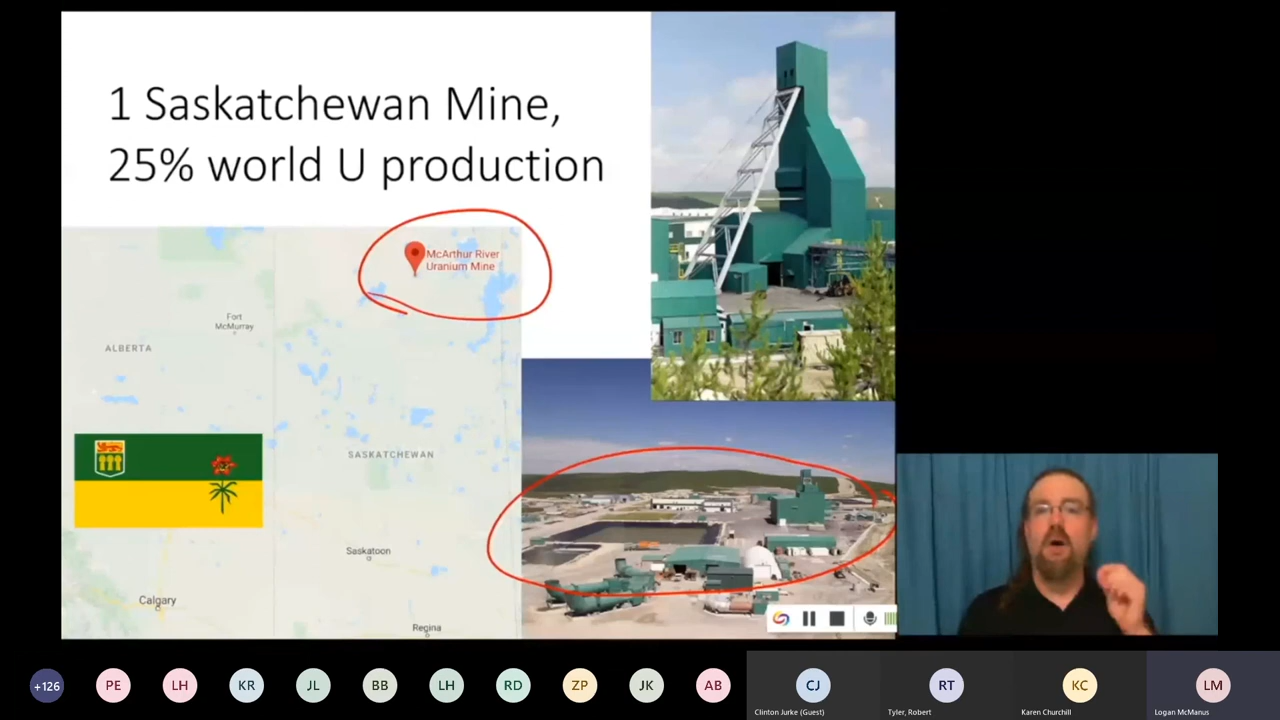 1 Saskatchewan Mine,
25% world U production
McArthur River
Uranium Mine
Fort
McMurray
ALBERTA
SASKATCHEWAN
Saskatoon
Calgary
Regina
+126
PE
LH
KR
JL
BB
LH
RD
ZP
JK
AB
CJ
RT
KC
LM
Clinton Jurke (Guest)
Tyler, Robert
Karen Churchill
Logan McManus